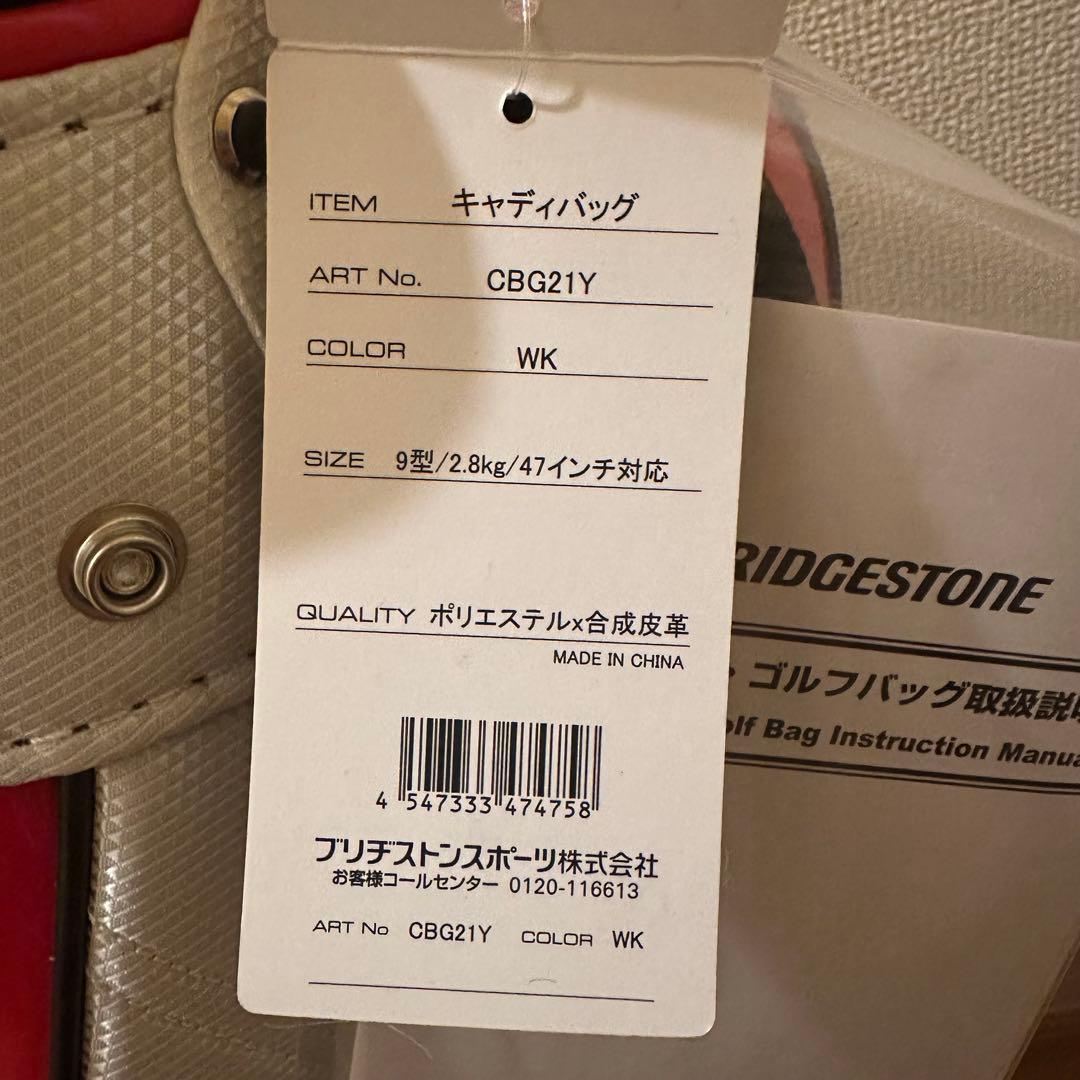 ITEM キャディバッグ
ART No. CBG21Y
COLOR WK
SIZE 9型/2.8kg/47インチ対応
QUALITY ポリエステルx合成皮革
MADE IN CHINA
4 547333 474758
ブリヂストンスポーツ株式会社
お客様コールセンター 0120-116613
ART No CBG21Y COLOR WK
RIDGESTONE
ゴルフバッグ取扱説
Bag Instruction